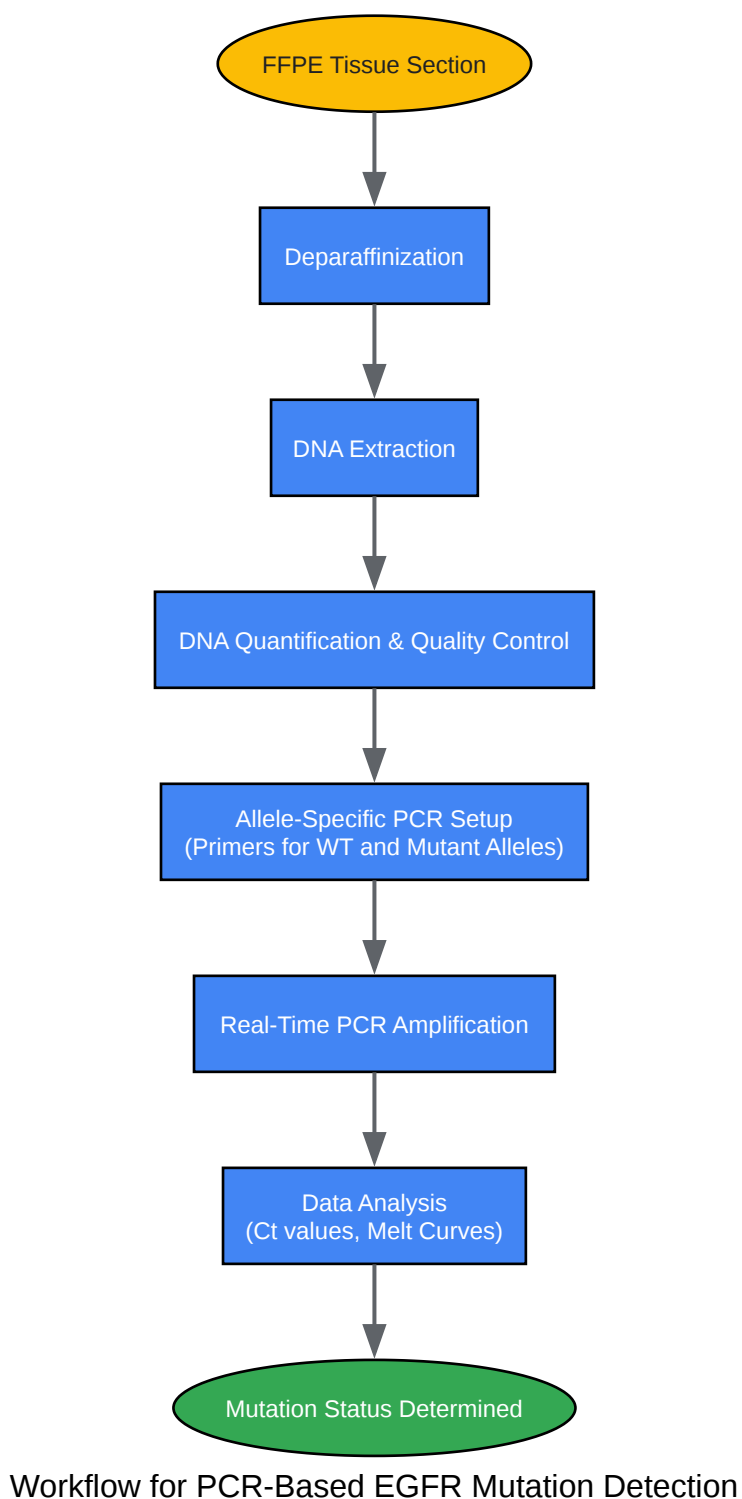 FFPE Tissue Section
Deparaffinization
DNA Extraction
DNA Quantification & Quality Control
Allele-Specific PCR Setup
(Primers for WT and Mutant Alleles)
Real-Time PCR Amplification
Data Analysis
(Ct values, Melt Curves)
Mutation Status Determined
Workflow for PCR-Based EGFR Mutation Detection